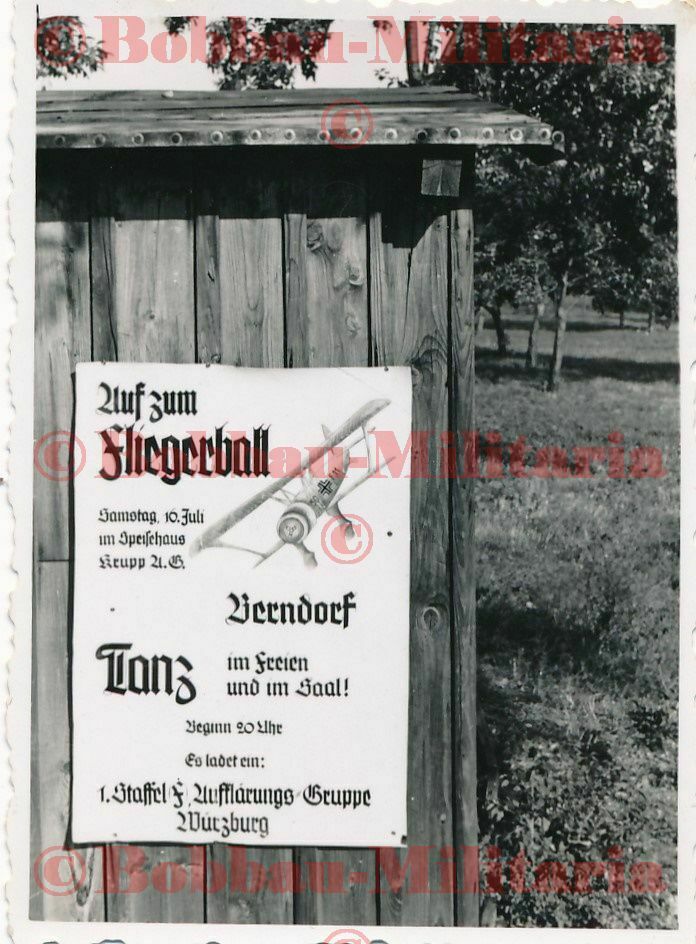 © Bobbau-Militaria
©
Auf zum
Fliegerball
© Bobbau-Militaria
Samstag, 16. Juli
im Speisehaus
Krupp A.G.
©
Berndorf
Tanz
im Freien
und im Saal!
Beginn 20 Uhr
Es ladet ein:
1. Staffel F, Aufklärungs-Gruppe
Würzburg
© Bobbau-Militaria
©